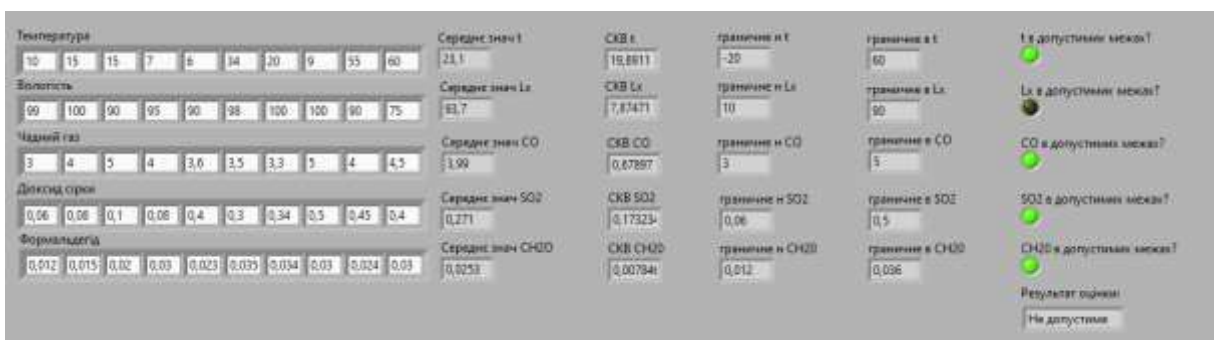 Температура Середнє знач t СКВ t граничне н t граничне в t t в допустимих межах?
10 15 15 7 6 34 20 9 55 60 23,1 19,8911 -20 60
Вологість Середнє знач Lx СКВ Lx граничне н Lx граничне в Lx Lx в допустимих межах?
99 100 90 95 90 98 100 100 90 75 93,7 7,87471 10 90
Чадний газ Середнє знач CO СКВ CO граничне н CO граничне в CO CO в допустимих межах?
3 4 5 4 3,6 3,5 3,3 5 4 4,5 3,99 0,67897 3 5
Діоксид сірки Середнє знач SO2 СКВ SO2 граничне н SO2 граничне в SO2 SO2 в допустимих межах?
0,06 0,08 0,1 0,08 0,4 0,3 0,34 0,5 0,45 0,4 0,271 0,17323 0,06 0,5
Формальдегід Середнє знач CH2O СКВ CH20 граничне н CH20 граничне в CH20 CH20 в допустимих межах?
0,012 0,015 0,02 0,03 0,023 0,035 0,034 0,03 0,024 0,03 0,0253 0,00784 0,012 0,036
Результат оцінки
Не допустиме